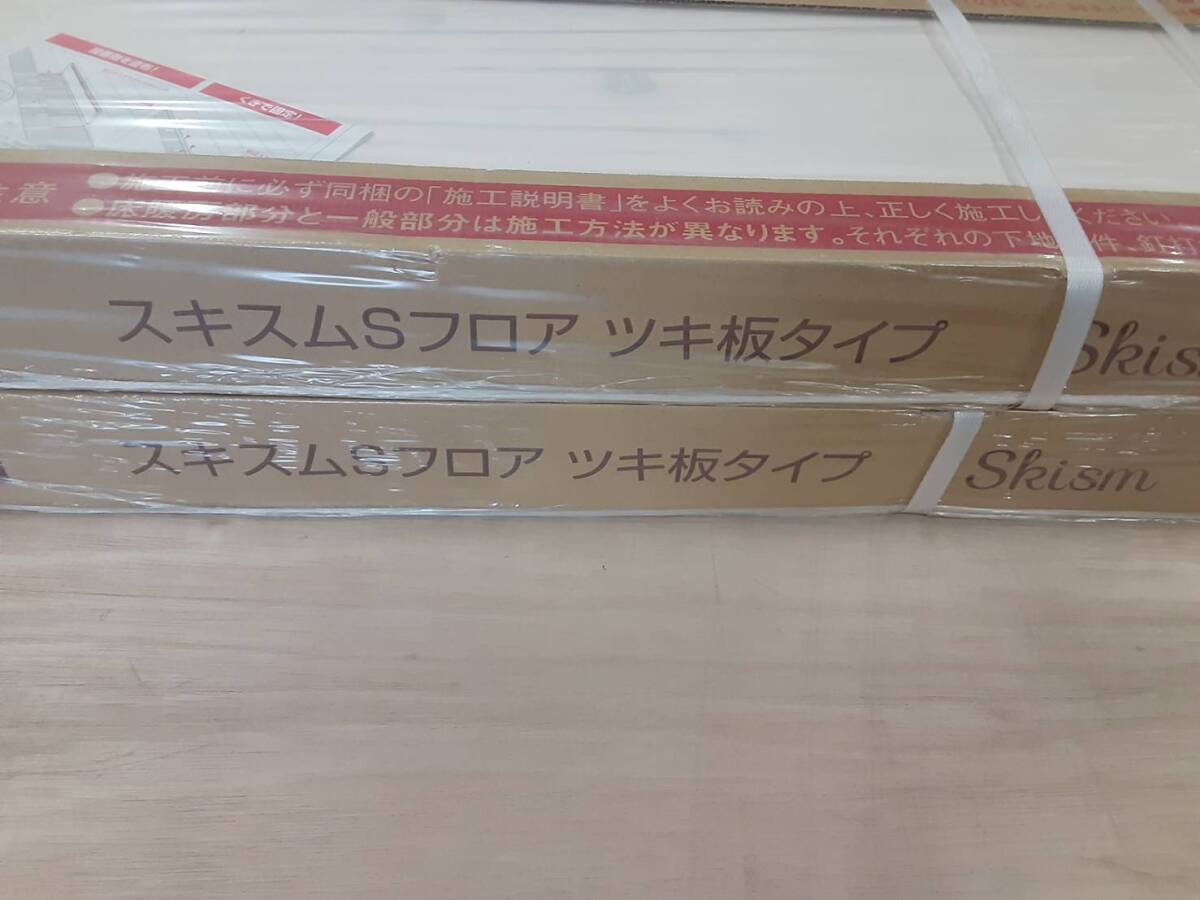 注意
●施工前に必ず同梱の「施工説明書」をよくお読みの上、正しく施工してください。
●床暖房部分と一般部分は施工方法が異なります。それぞれの下地条件、釘打
スキスムSフロア ツキ板タイプ Skis
スキスムSフロア ツキ板タイプ Skism